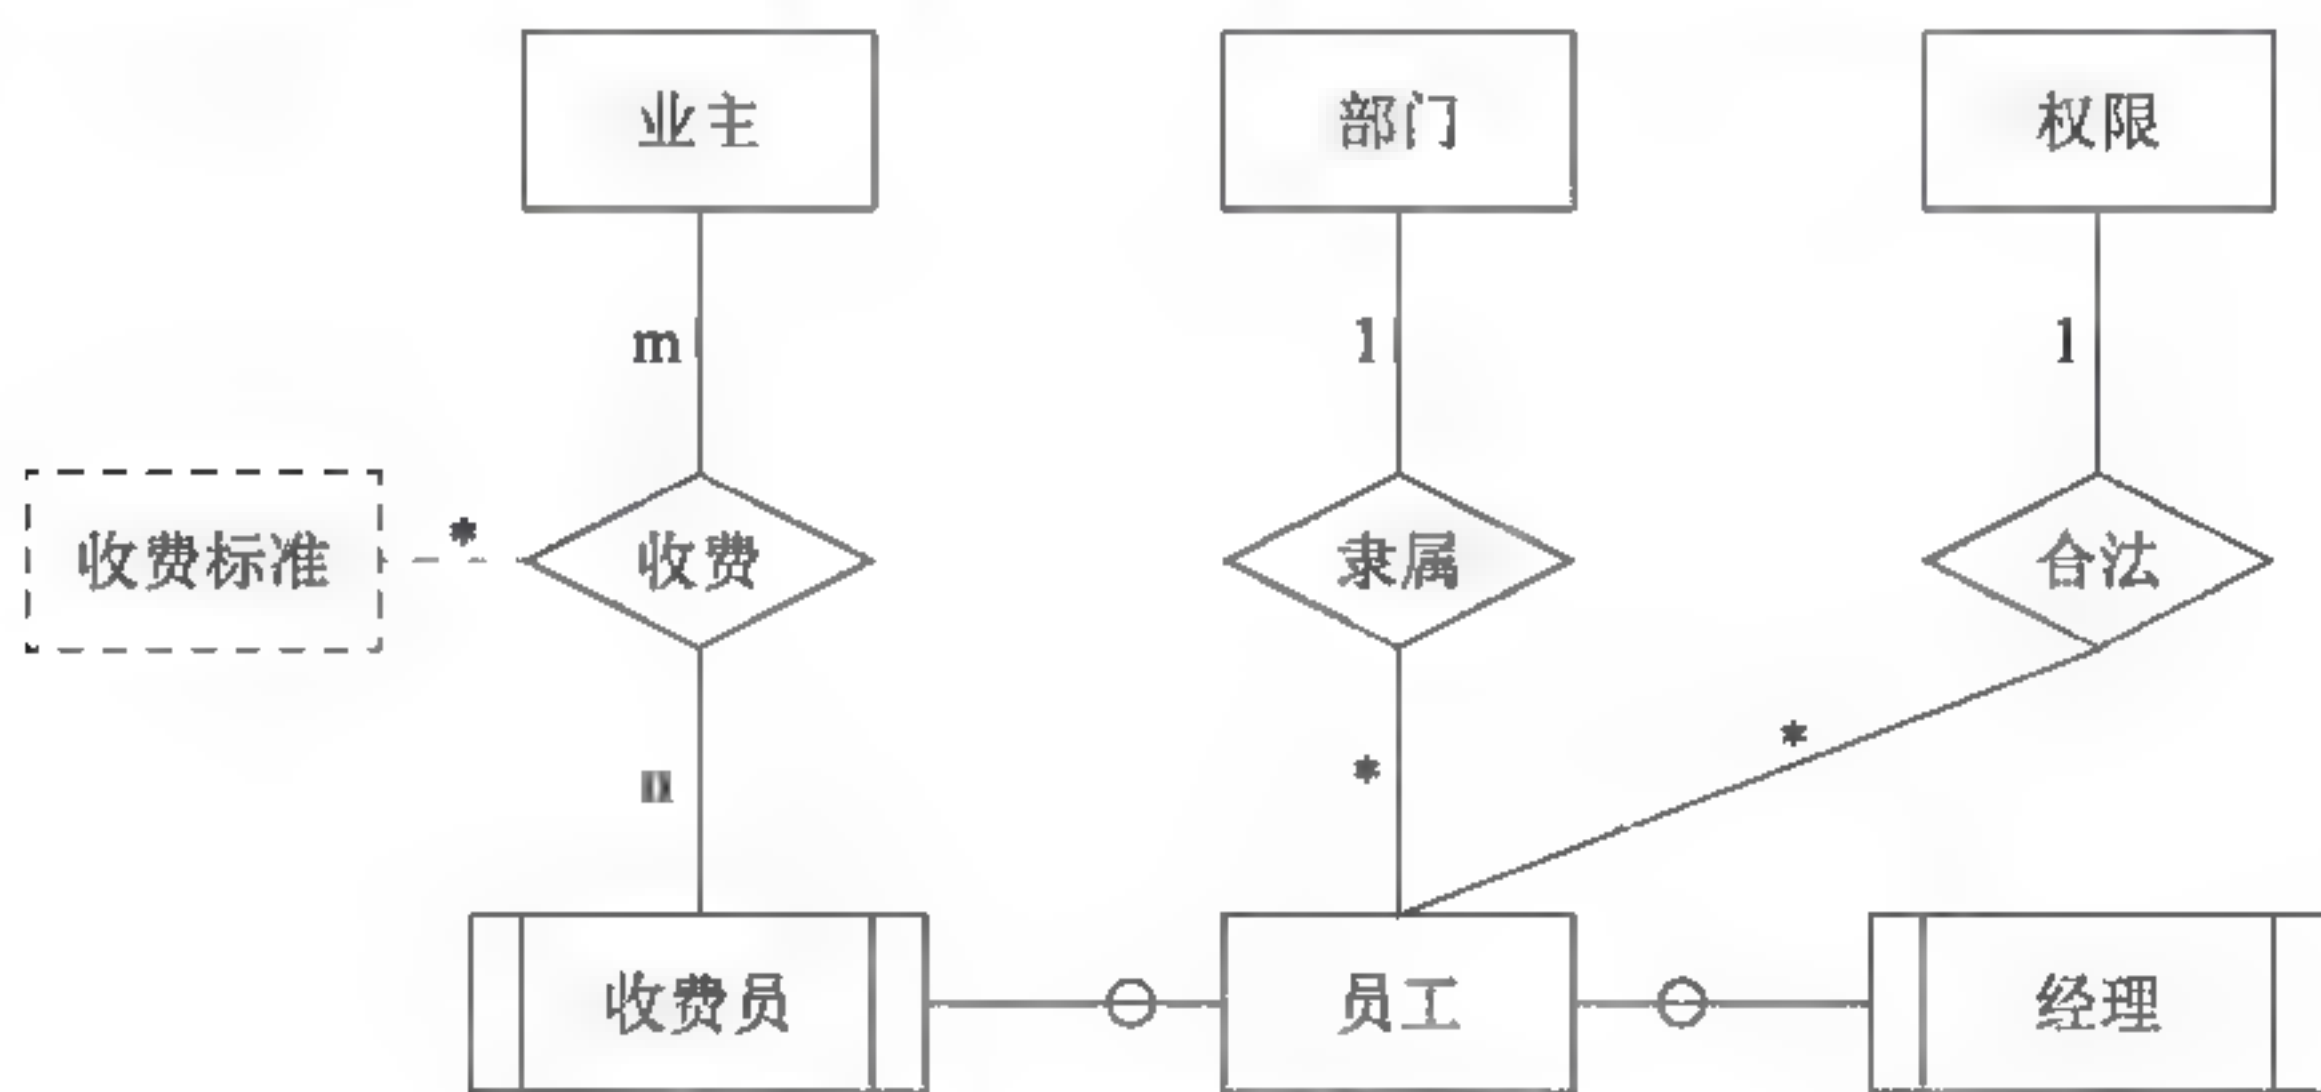 业主 部门 权限
m 1 1
收费标准 * 收费 隶属 合法
n * *
收费员 员工 经理